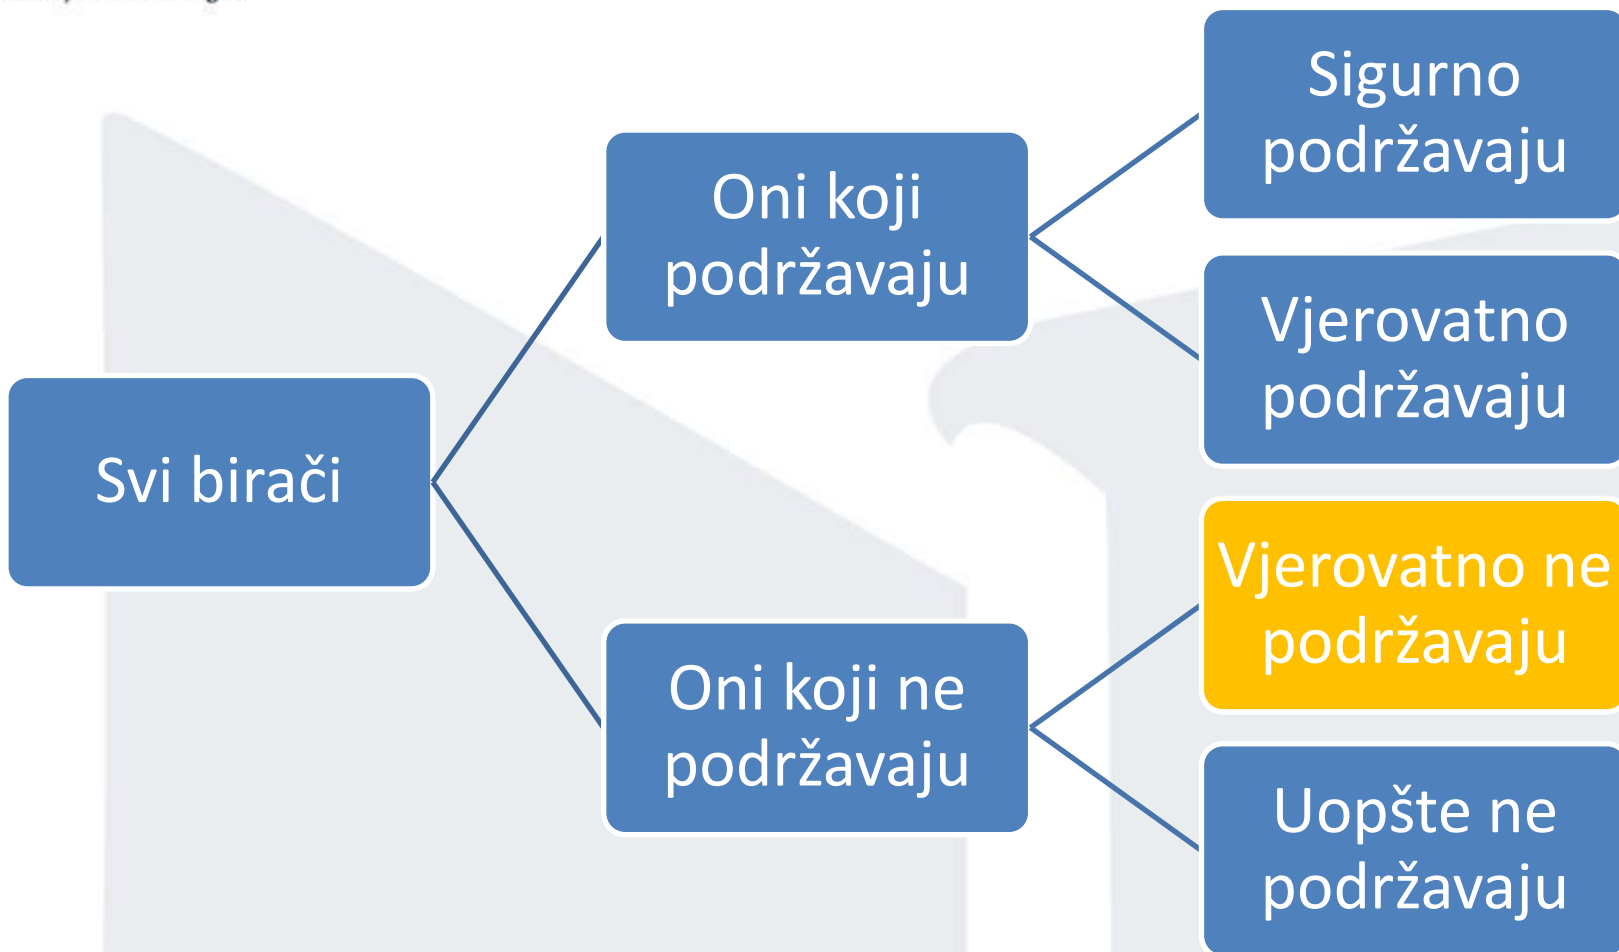 Svi birači
Oni koji
podržavaju
Sigurno
podržavaju
Vjerovatno
podržavaju
Oni koji ne
podržavaju
Vjerovatno ne
podržavaju
Uopšte ne
podržavaju